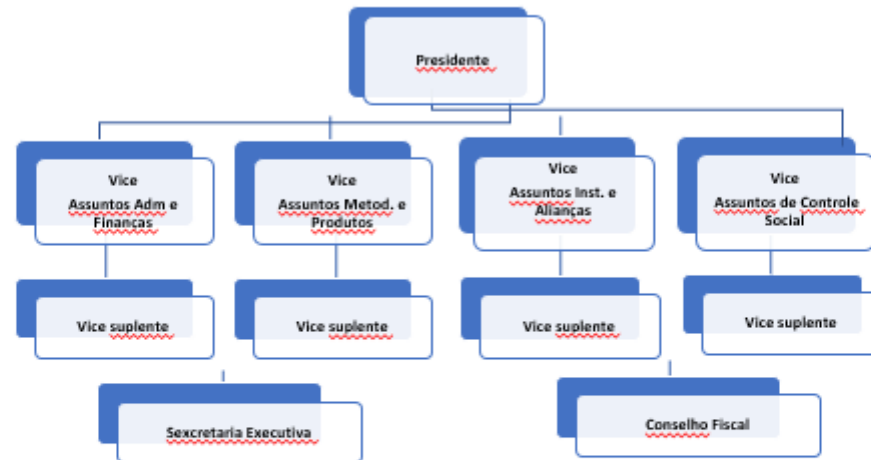 Presidente
Vice
Assuntos Adm e
Finanças
Vice
Assuntos Metod. e
Produtos
Vice
Assuntos Inst. e
Alianças
Vice
Assuntos de Controle
Social
Vice suplente
Vice suplente
Vice suplente
Vice suplente
Sexcretaria Executiva
Conselho Fiscal